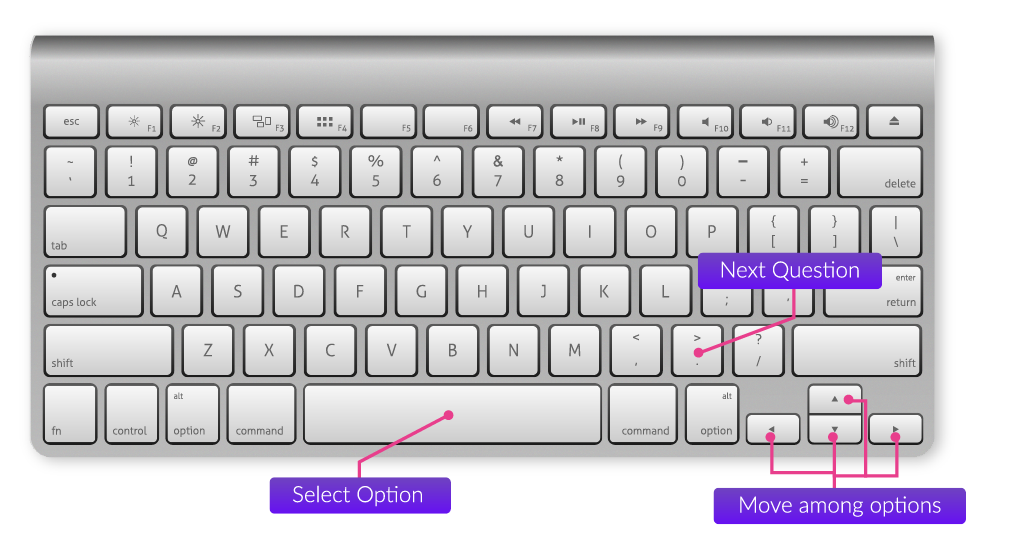 esc F1 F2 F3 F4 F5 F6 F7 F8 F9 F10 F11 F12
~ ! @ # $ % ^ & * ( ) – +
` 1 2 3 4 5 6 7 8 9 0 - = delete
tab Q W E R T Y U I O P { [ } ] | \
Next Question
caps lock A S D F G H J K L ; ' enter return
shift Z X C V B N M < , > . ? / shift
fn control alt option command command alt option
Select Option
Move among options